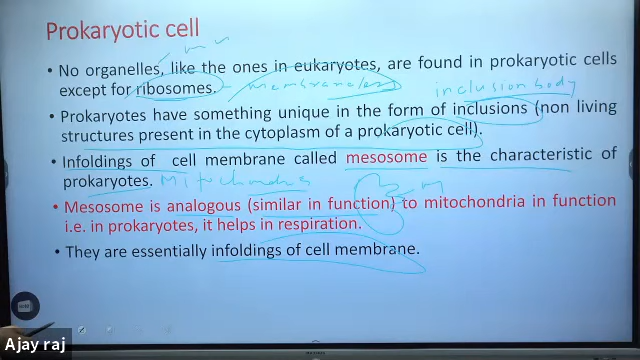 Prokaryotic cell
• No organelles, like the ones in eukaryotes, are found in prokaryotic cells
except for ribosomes. membraneless inclusion body
• Prokaryotes have something unique in the form of inclusions (non living
structures present in the cytoplasm of a prokaryotic cell).
• Infoldings of cell membrane called mesosome is the characteristic of
prokaryotes. Mitochondria
• Mesosome is analogous (similar in function) to mitochondria in function
i.e. in prokaryotes, it helps in respiration.
• They are essentially infoldings of cell membrane.
Ajay raj